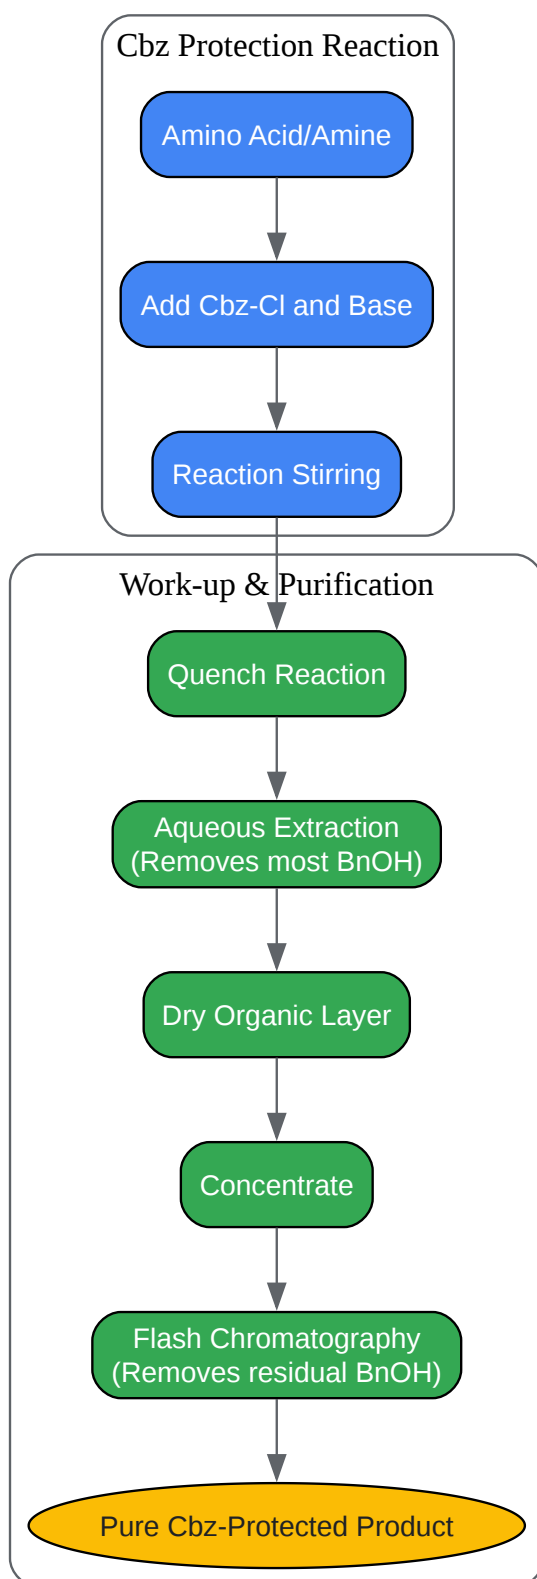 Cbz Protection Reaction
Amino Acid/Amine
Add Cbz-Cl and Base
Reaction Stirring
Work-up & Purification
Quench Reaction
Aqueous Extraction
(Removes most BnOH)
Dry Organic Layer
Concentrate
Flash Chromatography
(Removes residual BnOH)
Pure Cbz-Protected Product